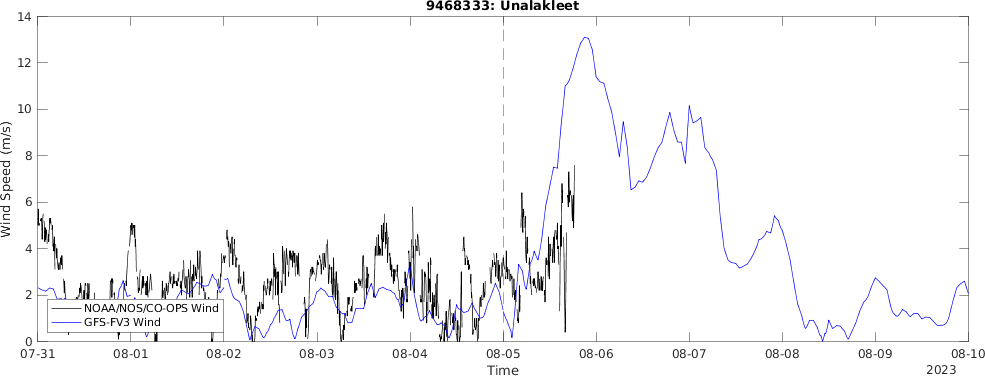 9468333: Unalakleet
Wind Speed (m/s)
14
12
10
8
6
4
2
0
NOAA/NOS/CO-OPS Wind
GFS-FV3 Wind
07-31 08-01 08-02 08-03 08-04 08-05 08-06 08-07 08-08 08-09 08-10
Time
2023